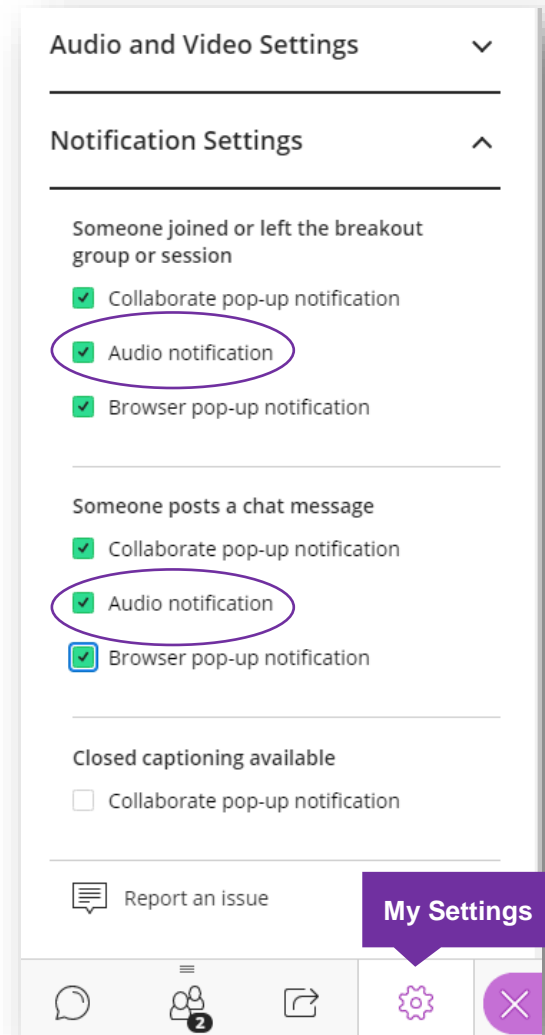 Audio and Video Settings
Notification Settings
Someone joined or left the breakout
group or session
Collaborate pop-up notification
Audio notification
Browser pop-up notification
Someone posts a chat message
Collaborate pop-up notification
Audio notification
Browser pop-up notification
Closed captioning available
Collaborate pop-up notification
Report an issue
My Settings
2